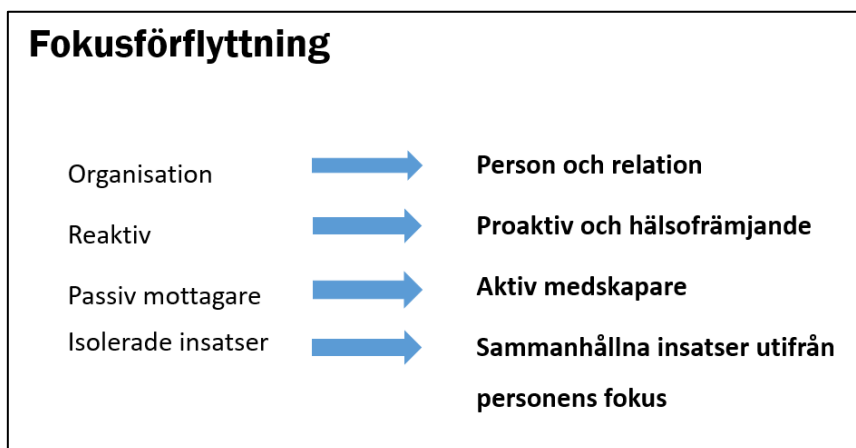 Fokusförflyttning
Organisation Person och relation
Reaktiv Proaktiv och hälsofrämjande
Passiv mottagare Aktiv medskapare
Isolerade insatser Sammanhållna insatser utifrån
personens fokus